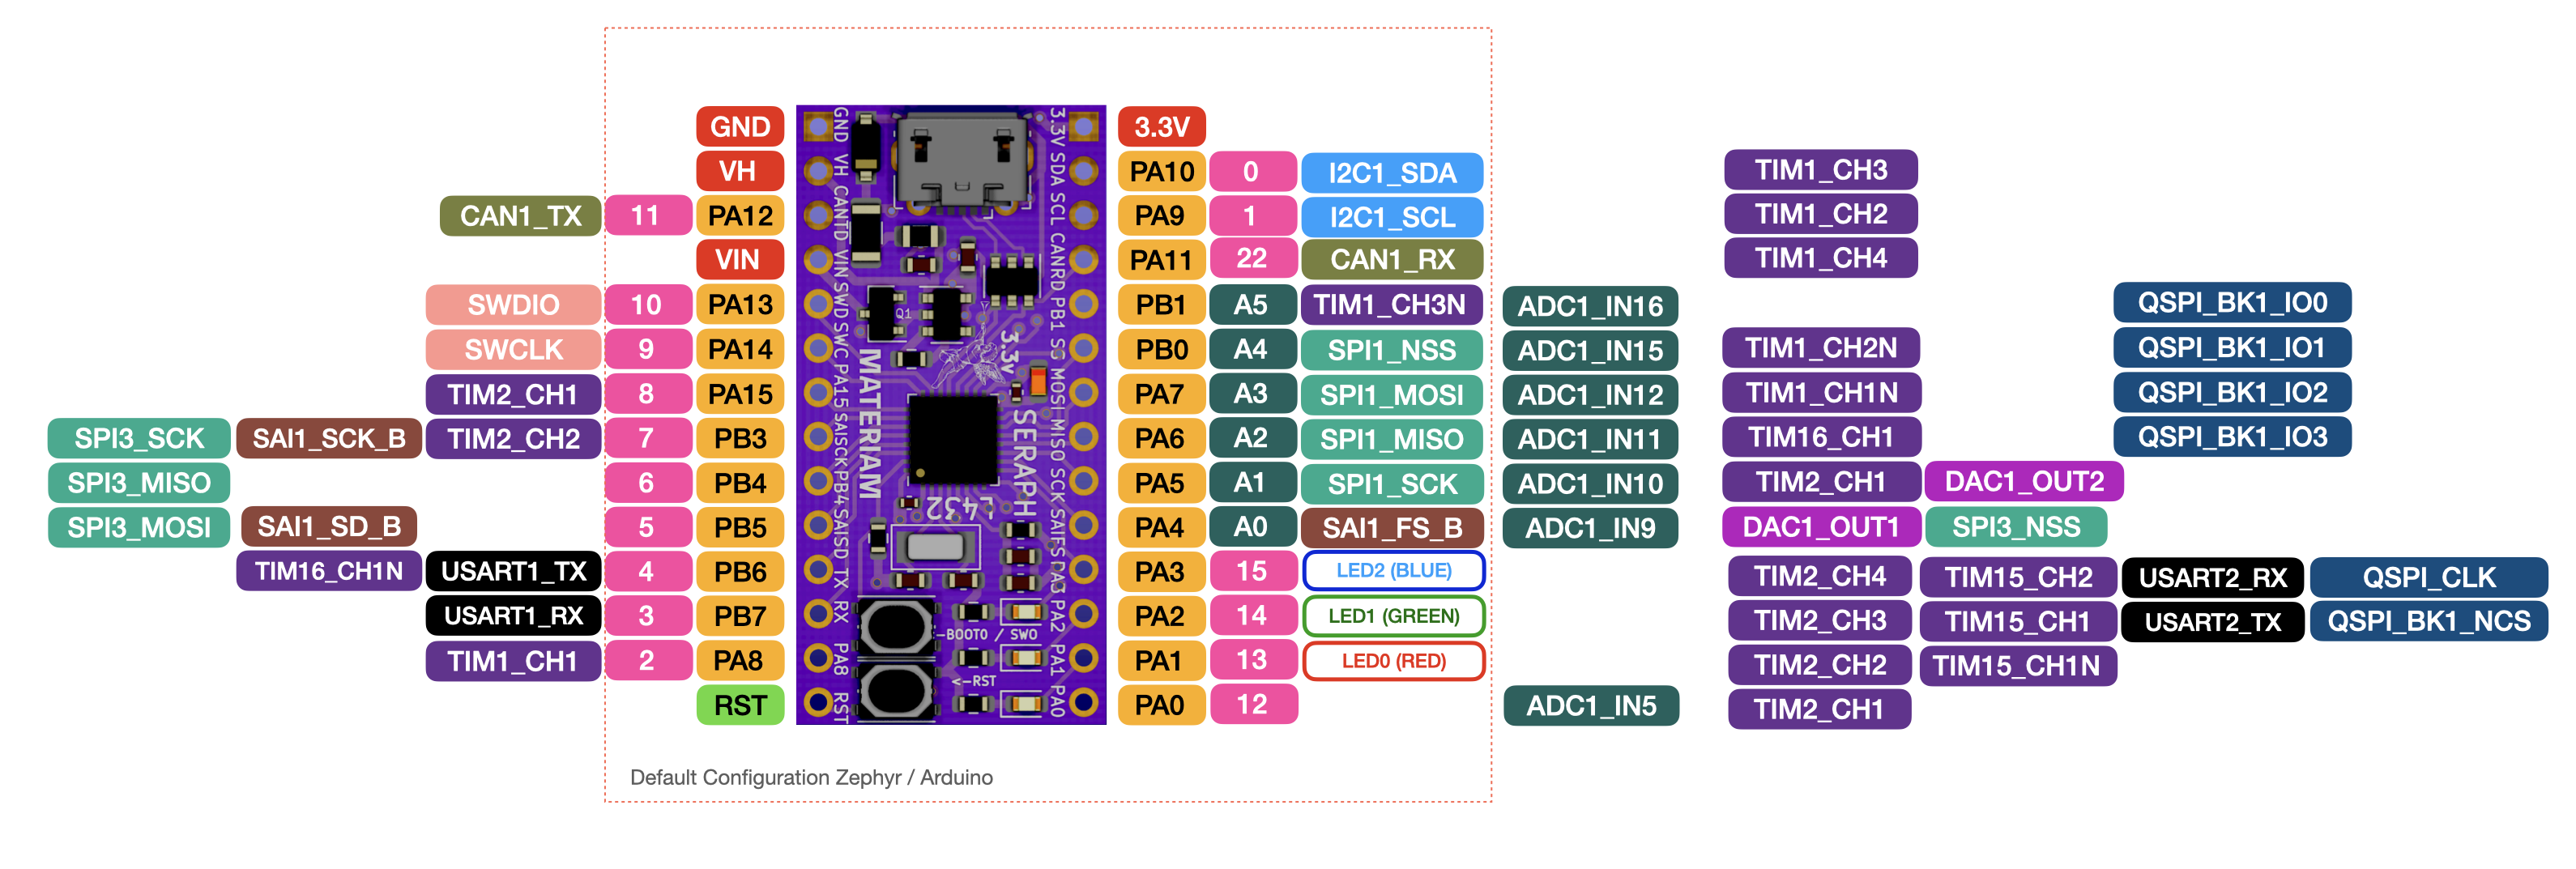 GND 3.3V
VH PA10 0 I2C1_SDA TIM1_CH3
CAN1_TX 11 PA12 PA9 1 I2C1_SCL TIM1_CH2
VIN PA11 22 CAN1_RX TIM1_CH4
SWDIO 10 PA13 PB1 A5 TIM1_CH3N ADC1_IN16 QSPI_BK1_IO0
SWCLK 9 PA14 PB0 A4 SPI1_NSS ADC1_IN15 TIM1_CH2N QSPI_BK1_IO1
TIM2_CH1 8 PA15 PA7 A3 SPI1_MOSI ADC1_IN12 TIM1_CH1N QSPI_BK1_IO2
SPI3_SCK SAI1_SCK_B TIM2_CH2 7 PB3 PA6 A2 SPI1_MISO ADC1_IN11 TIM16_CH1 QSPI_BK1_IO3
SPI3_MISO 6 PB4 PA5 A1 SPI1_SCK ADC1_IN10 TIM2_CH1 DAC1_OUT2
SPI3_MOSI SAI1_SD_B 5 PB5 PA4 A0 SAI1_FS_B ADC1_IN9 DAC1_OUT1 SPI3_NSS
TIM16_CH1N USART1_TX 4 PB6 PA3 15 LED2 (BLUE) TIM2_CH4 TIM15_CH2 USART2_RX QSPI_CLK
USART1_RX 3 PB7 PA2 14 LED1 (GREEN) TIM2_CH3 TIM15_CH1 USART2_TX QSPI_BK1_NCS
TIM1_CH1 2 PA8 PA1 13 LED0 (RED) TIM2_CH2 TIM15_CH1N
RST PA0 12 ADC1_IN5 TIM2_CH1
GND VH CANTD VIN SWD SWC PA15 SAISCK PB4 SAISD TX RX PA8 RST
3.3V SDA SCL CANRD PB1 MOSI MISO SCK SAIFS PA3 PA2 PA1 PA0
Q1
3.3V
MATERIAM
SERAPH
L432
BOOT0 / SWO
<-RST
Default Configuration Zephyr / Arduino